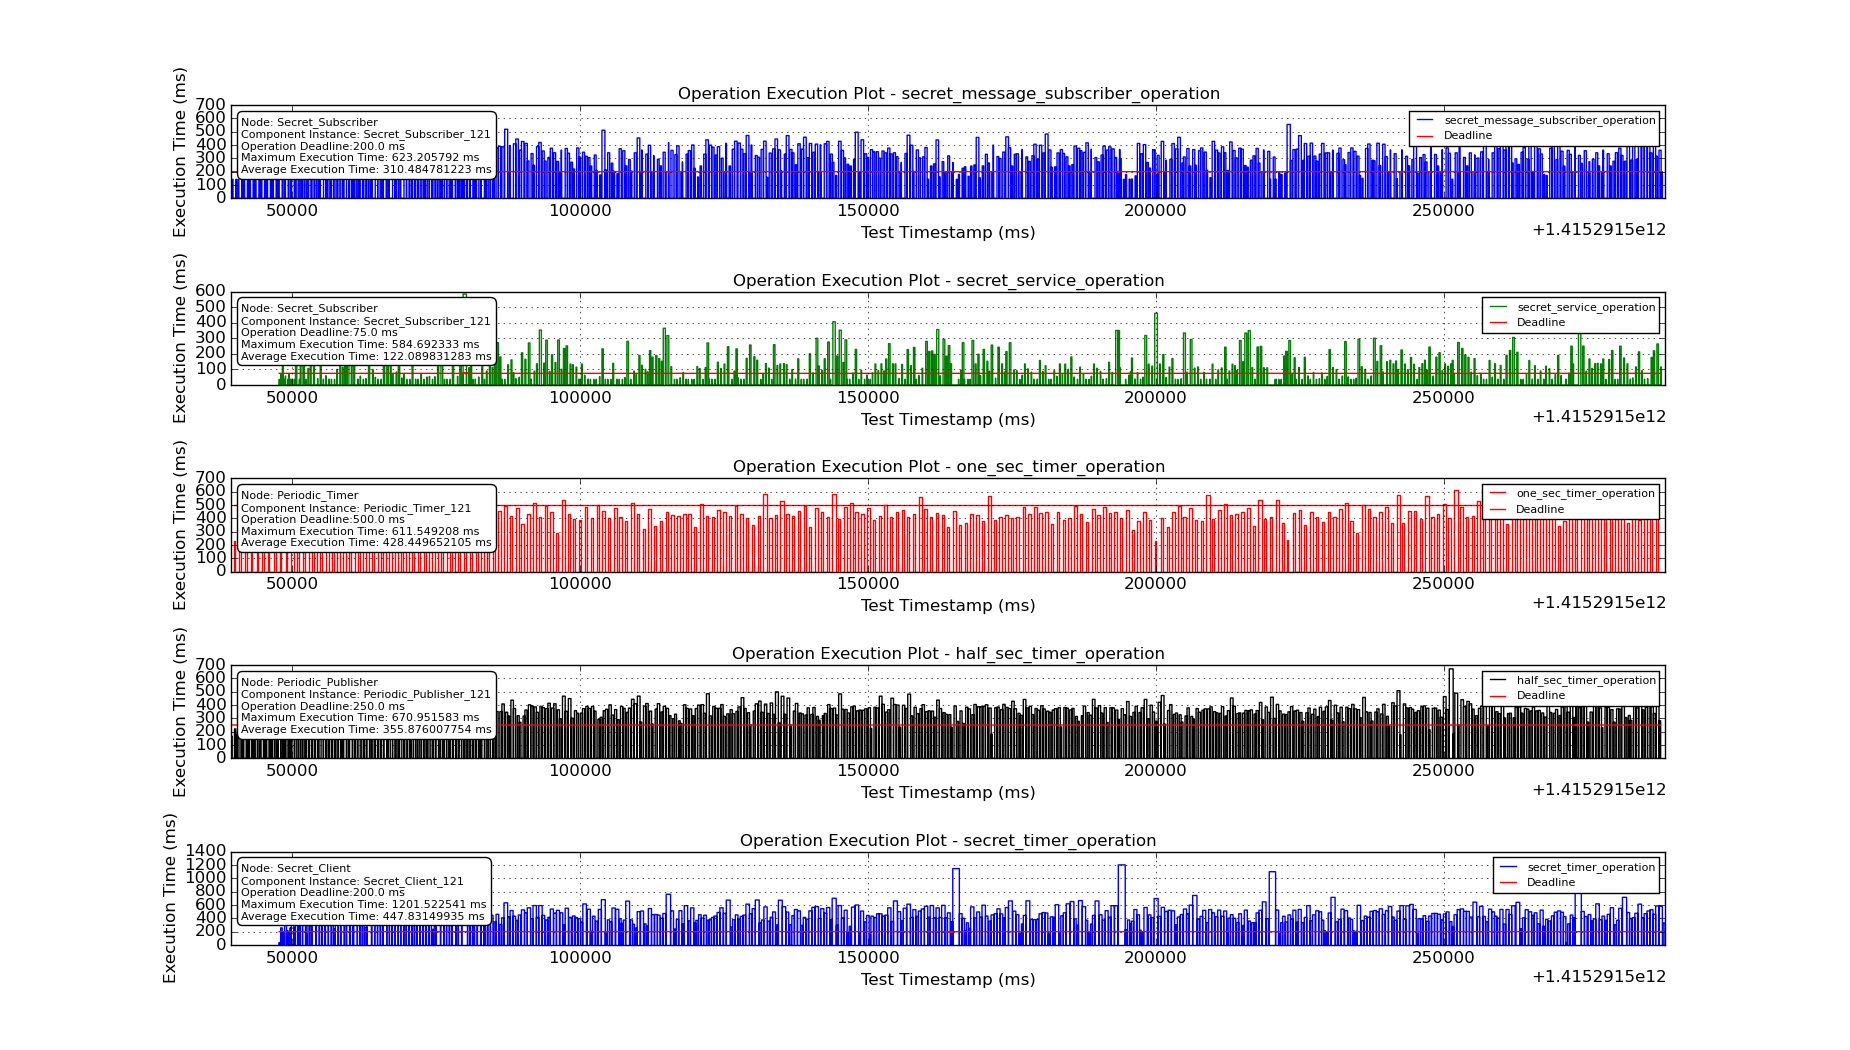 Operation Execution Plot - secret_message_subscriber_operation
Execution Time (ms)
700
600
500
400
300
200
100
0
Node: Secret_Subscriber
Component Instance: Secret_Subscriber_121
Operation Deadline:200.0 ms
Maximum Execution Time: 623.205792 ms
Average Execution Time: 310.484781223 ms
secret_message_subscriber_operation
Deadline
50000 100000 150000 200000 250000
+1.4152915e12
Test Timestamp (ms)
Operation Execution Plot - secret_service_operation
Execution Time (ms)
600
500
400
300
200
100
0
Node: Secret_Subscriber
Component Instance: Secret_Subscriber_121
Operation Deadline:75.0 ms
Maximum Execution Time: 584.692333 ms
Average Execution Time: 122.089831283 ms
secret_service_operation
Deadline
50000 100000 150000 200000 250000
+1.4152915e12
Test Timestamp (ms)
Operation Execution Plot - one_sec_timer_operation
Execution Time (ms)
700
600
500
400
300
200
100
0
Node: Periodic_Timer
Component Instance: Periodic_Timer_121
Operation Deadline:500.0 ms
Maximum Execution Time: 611.549208 ms
Average Execution Time: 428.449652105 ms
one_sec_timer_operation
Deadline
50000 100000 150000 200000 250000
+1.4152915e12
Test Timestamp (ms)
Operation Execution Plot - half_sec_timer_operation
Execution Time (ms)
700
600
500
400
300
200
100
0
Node: Periodic_Publisher
Component Instance: Periodic_Publisher_121
Operation Deadline:250.0 ms
Maximum Execution Time: 670.951583 ms
Average Execution Time: 355.876007754 ms
half_sec_timer_operation
Deadline
50000 100000 150000 200000 250000
+1.4152915e12
Test Timestamp (ms)
Operation Execution Plot - secret_timer_operation
Execution Time (ms)
1400
1200
1000
800
600
400
200
0
Node: Secret_Client
Component Instance: Secret_Client_121
Operation Deadline:200.0 ms
Maximum Execution Time: 1201.522541 ms
Average Execution Time: 447.83149935 ms
secret_timer_operation
Deadline
50000 100000 150000 200000 250000
+1.4152915e12
Test Timestamp (ms)